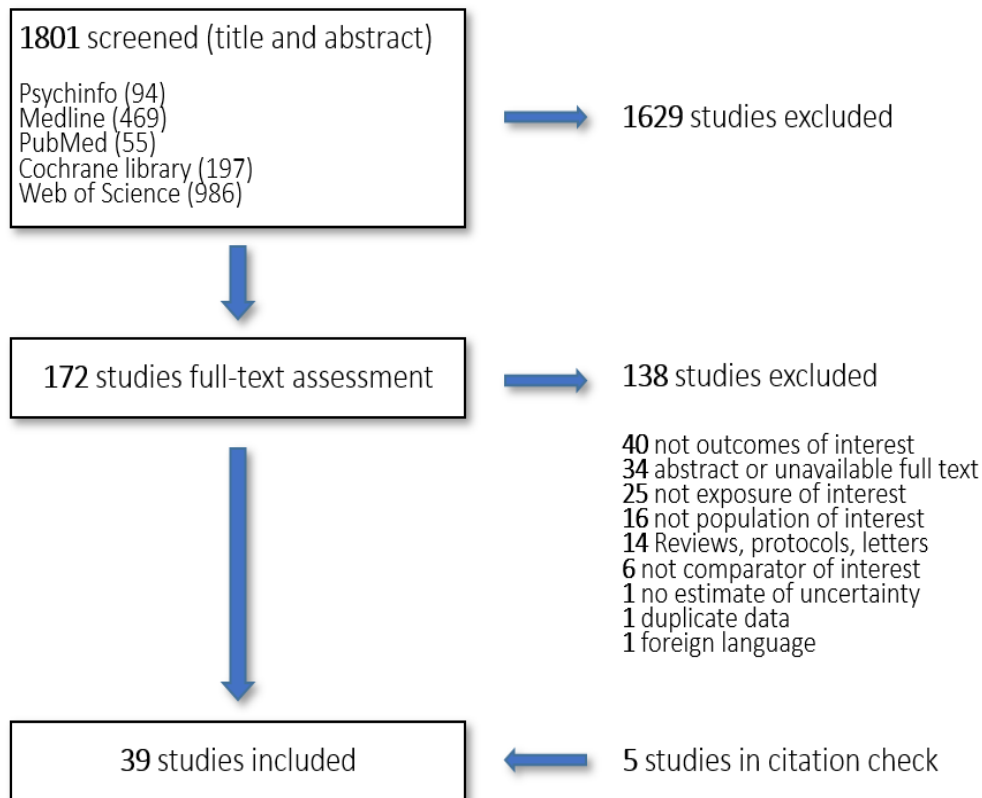 1801 screened (title and abstract)
Psychinfo (94)
Medline (469)
PubMed (55)
Cochrane library (197)
Web of Science (986)
1629 studies excluded
172 studies full-text assessment
138 studies excluded
40 not outcomes of interest
34 abstract or unavailable full text
25 not exposure of interest
16 not population of interest
14 Reviews, protocols, letters
6 not comparator of interest
1 no estimate of uncertainty
1 duplicate data
1 foreign language
39 studies included
5 studies in citation check